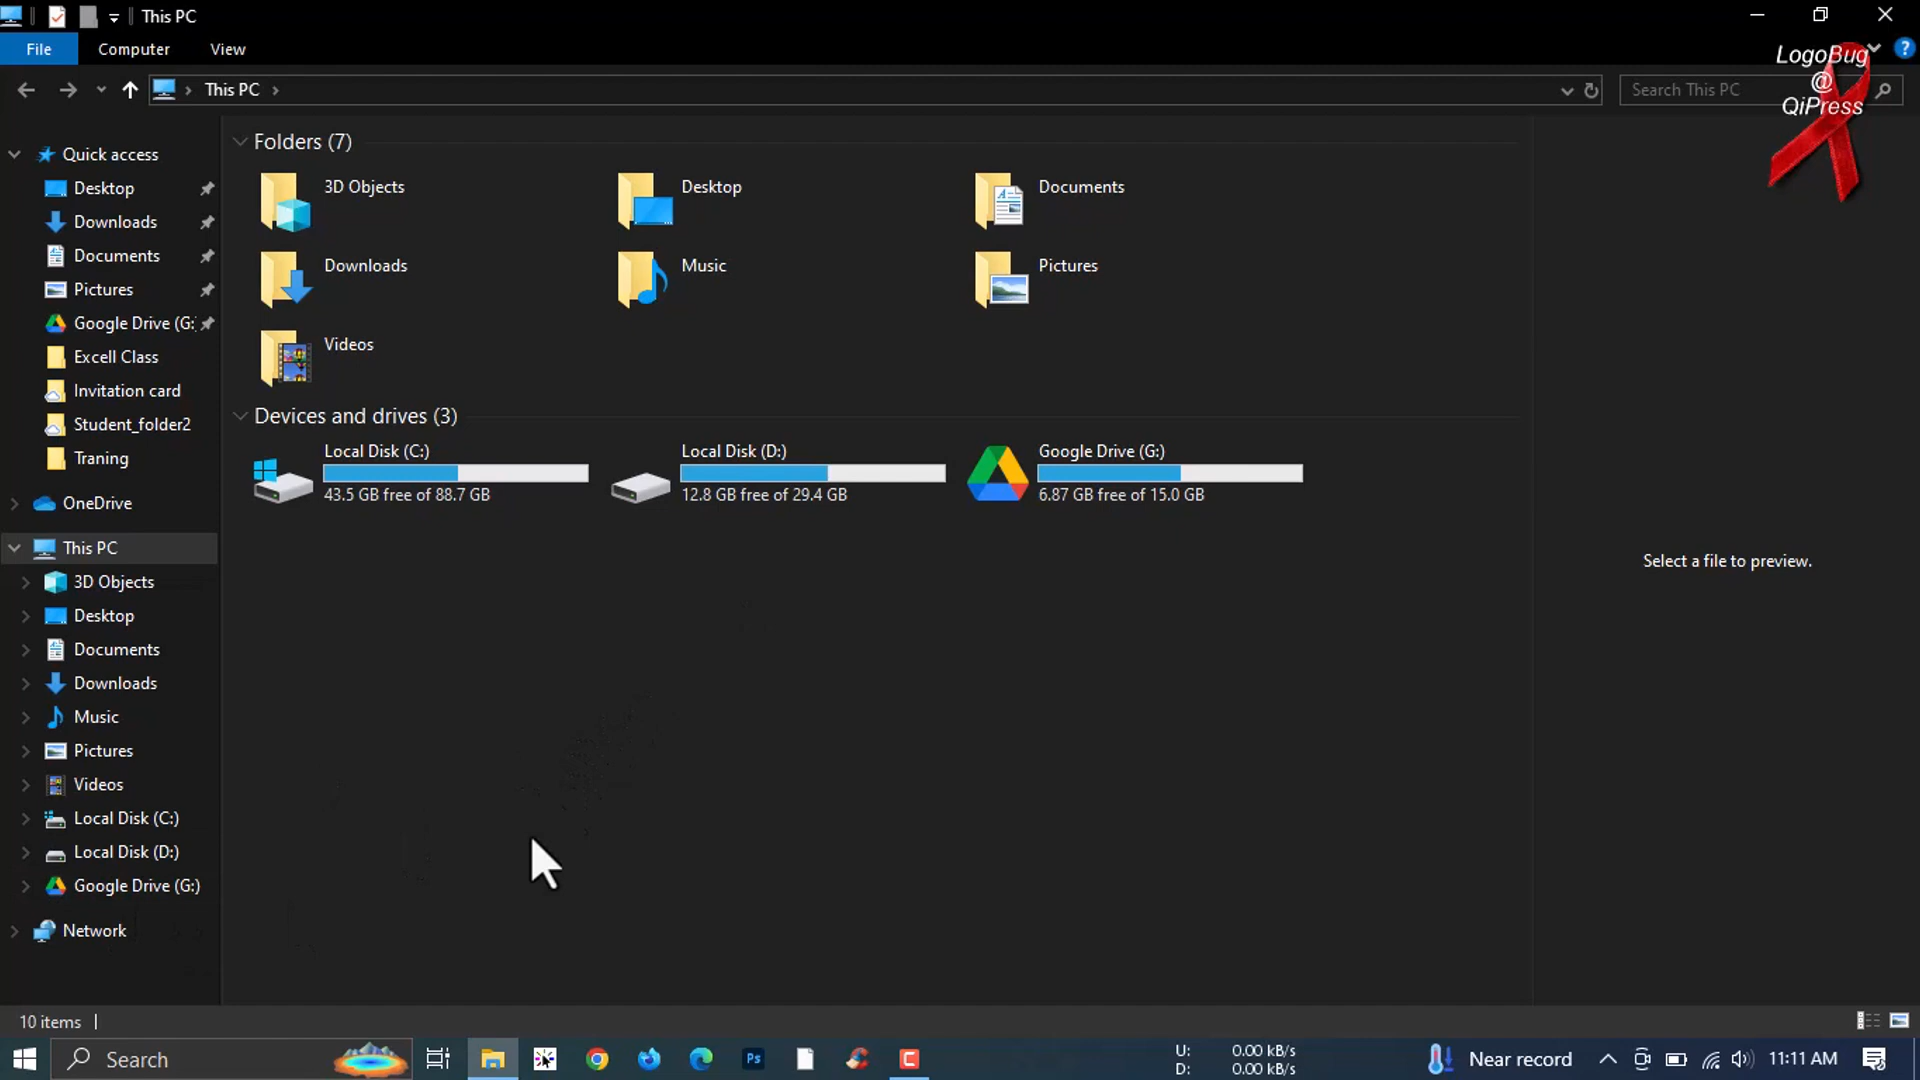 This PC
File Computer View
LogoBug
@
QiPress
This PC
Search This PC
Quick access
Desktop
Downloads
Documents
Pictures
Google Drive (G:
Excell Class
Invitation card
Student_folder2
Traning
OneDrive
This PC
3D Objects
Desktop
Documents
Downloads
Music
Pictures
Videos
Local Disk (C:)
Local Disk (D:)
Google Drive (G:)
Network
Folders (7)
3D Objects
Desktop
Documents
Downloads
Music
Pictures
Videos
Devices and drives (3)
Local Disk (C:)
43.5 GB free of 88.7 GB
Local Disk (D:)
12.8 GB free of 29.4 GB
Google Drive (G:)
6.87 GB free of 15.0 GB
Select a file to preview.
10 items
Search
Ps
C
U: 0.00 kB/s
D: 0.00 kB/s
Near record
11:11 AM